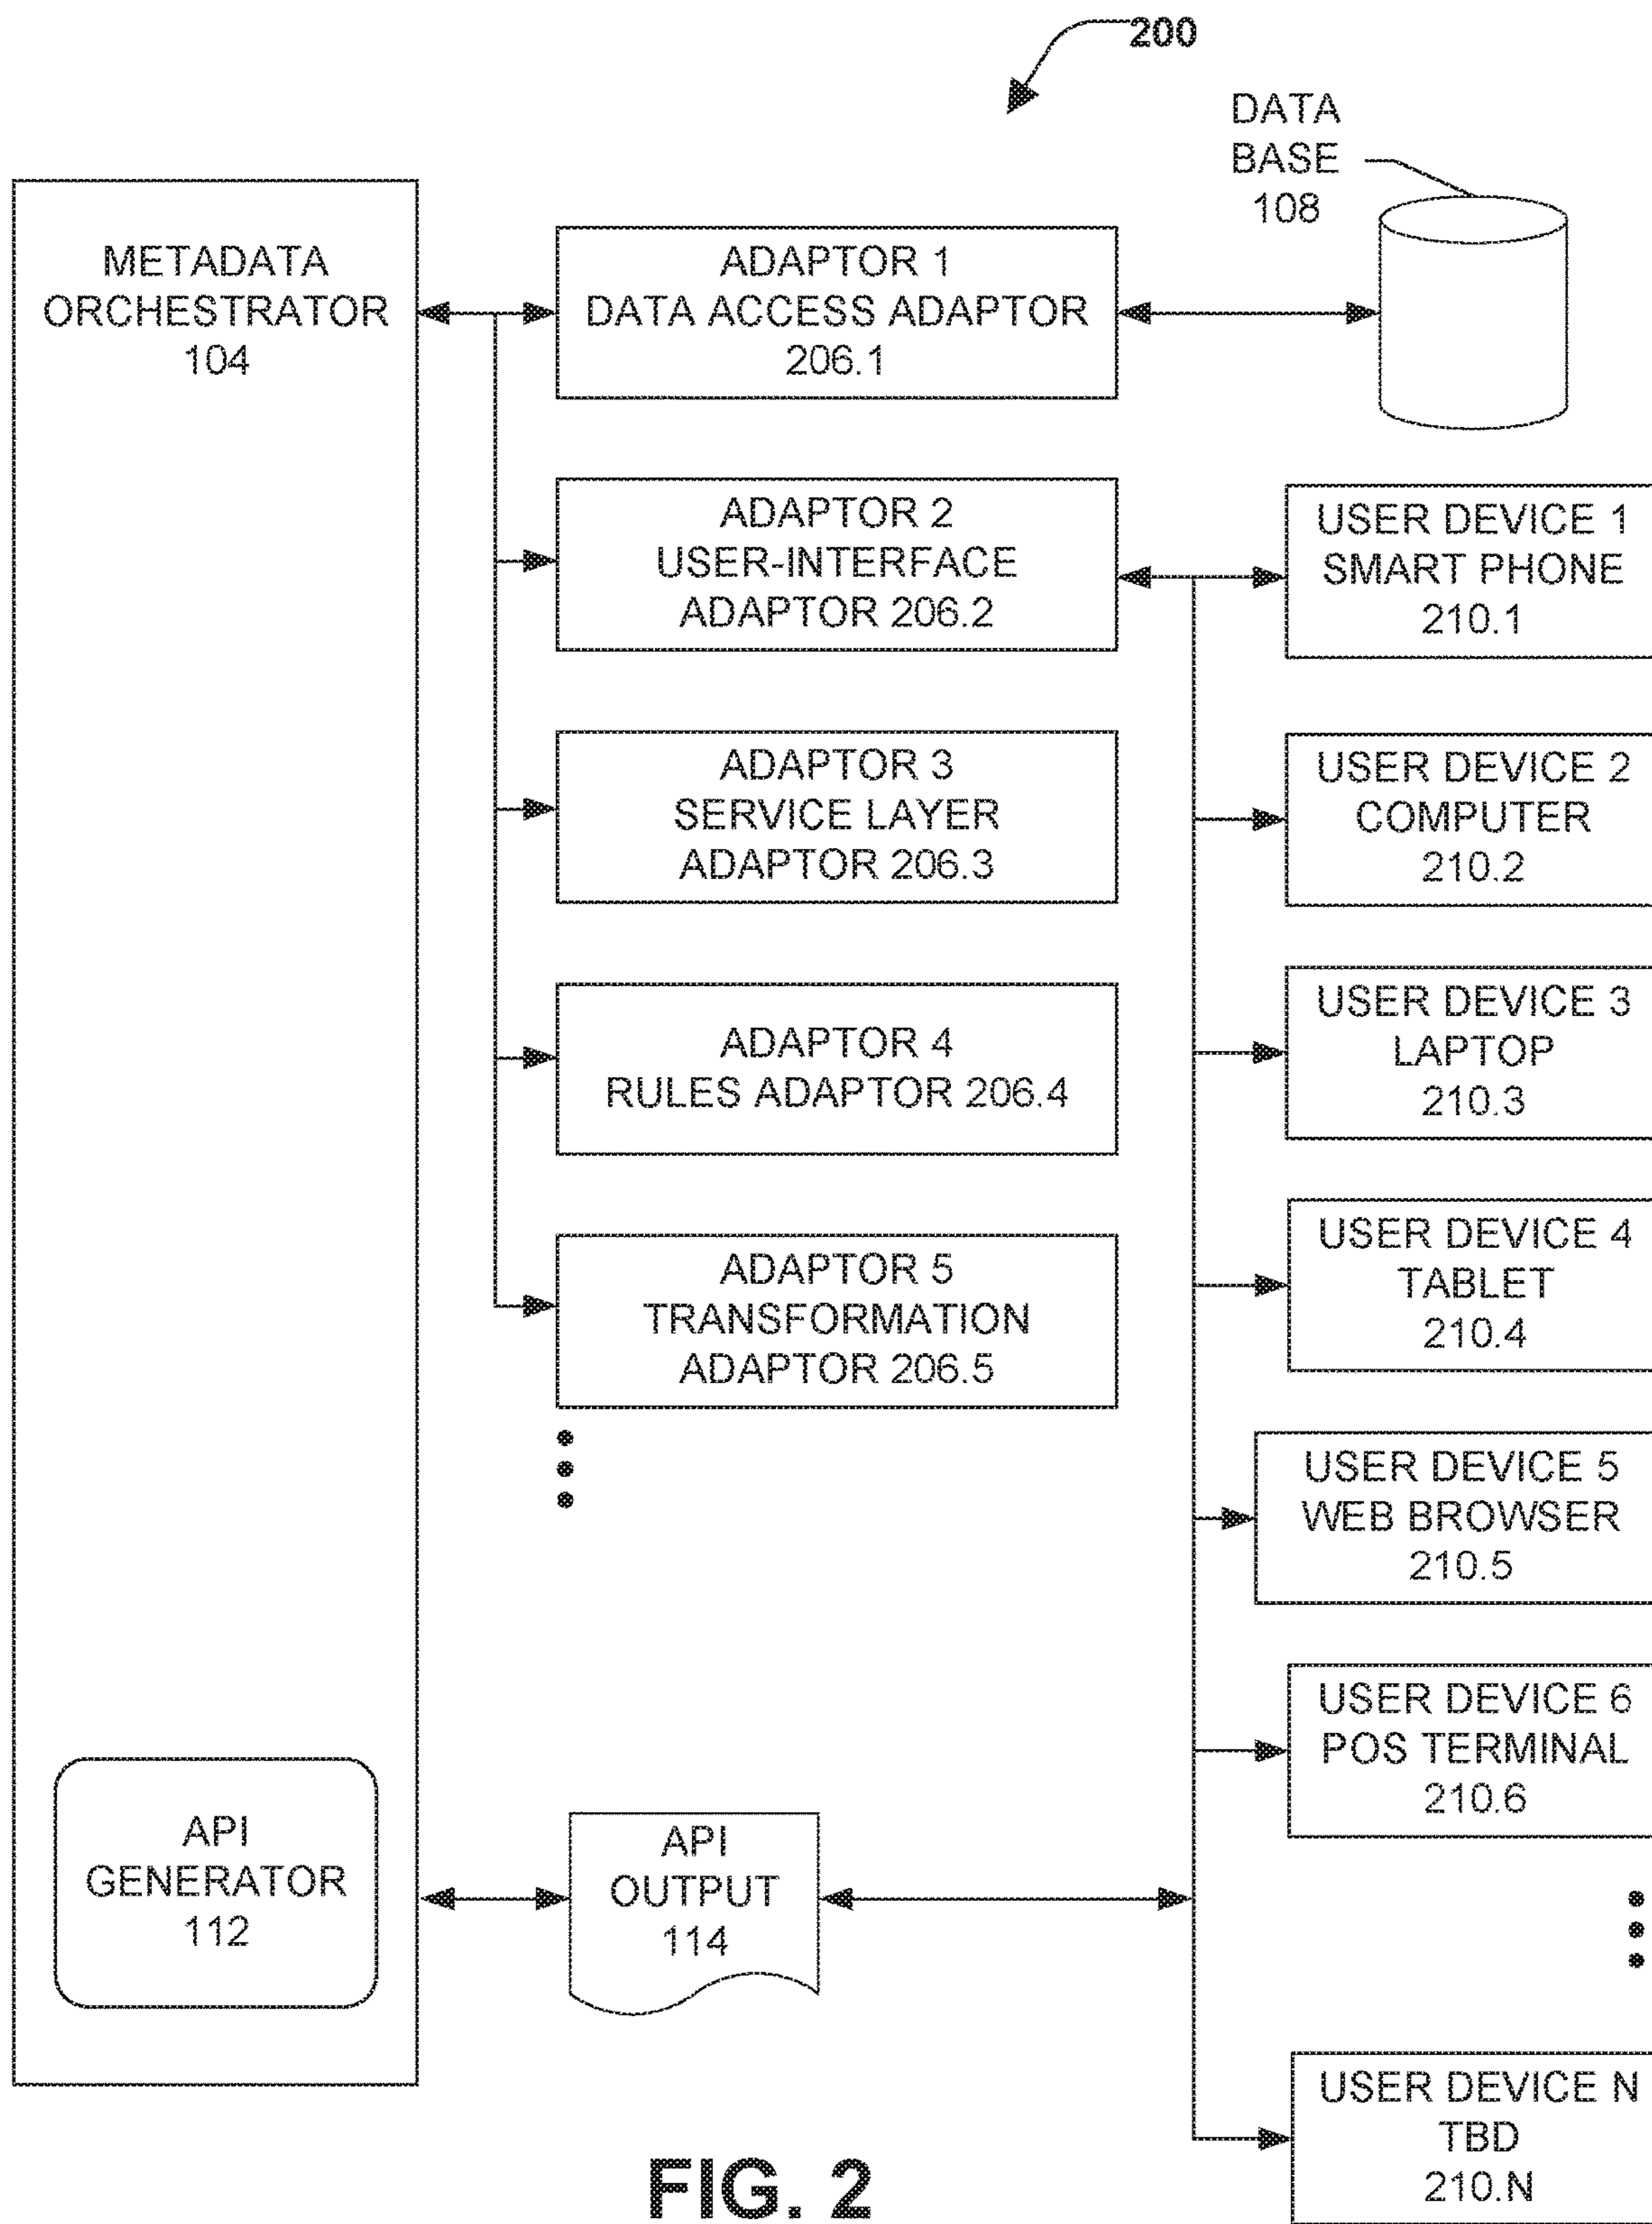 200
DATA
BASE
108
METADATA
ORCHESTRATOR
104
ADAPTOR 1
DATA ACCESS ADAPTOR
206.1
ADAPTOR 2
USER-INTERFACE
ADAPTOR 206.2
USER DEVICE 1
SMART PHONE
210.1
ADAPTOR 3
SERVICE LAYER
ADAPTOR 206.3
USER DEVICE 2
COMPUTER
210.2
ADAPTOR 4
RULES ADAPTOR 206.4
USER DEVICE 3
LAPTOP
210.3
ADAPTOR 5
TRANSFORMATION
ADAPTOR 206.5
USER DEVICE 4
TABLET
210.4
USER DEVICE 5
WEB BROWSER
210.5
USER DEVICE 6
POS TERMINAL
210.6
API
GENERATOR
112
API
OUTPUT
114
USER DEVICE N
TBD
210.N
FIG. 2